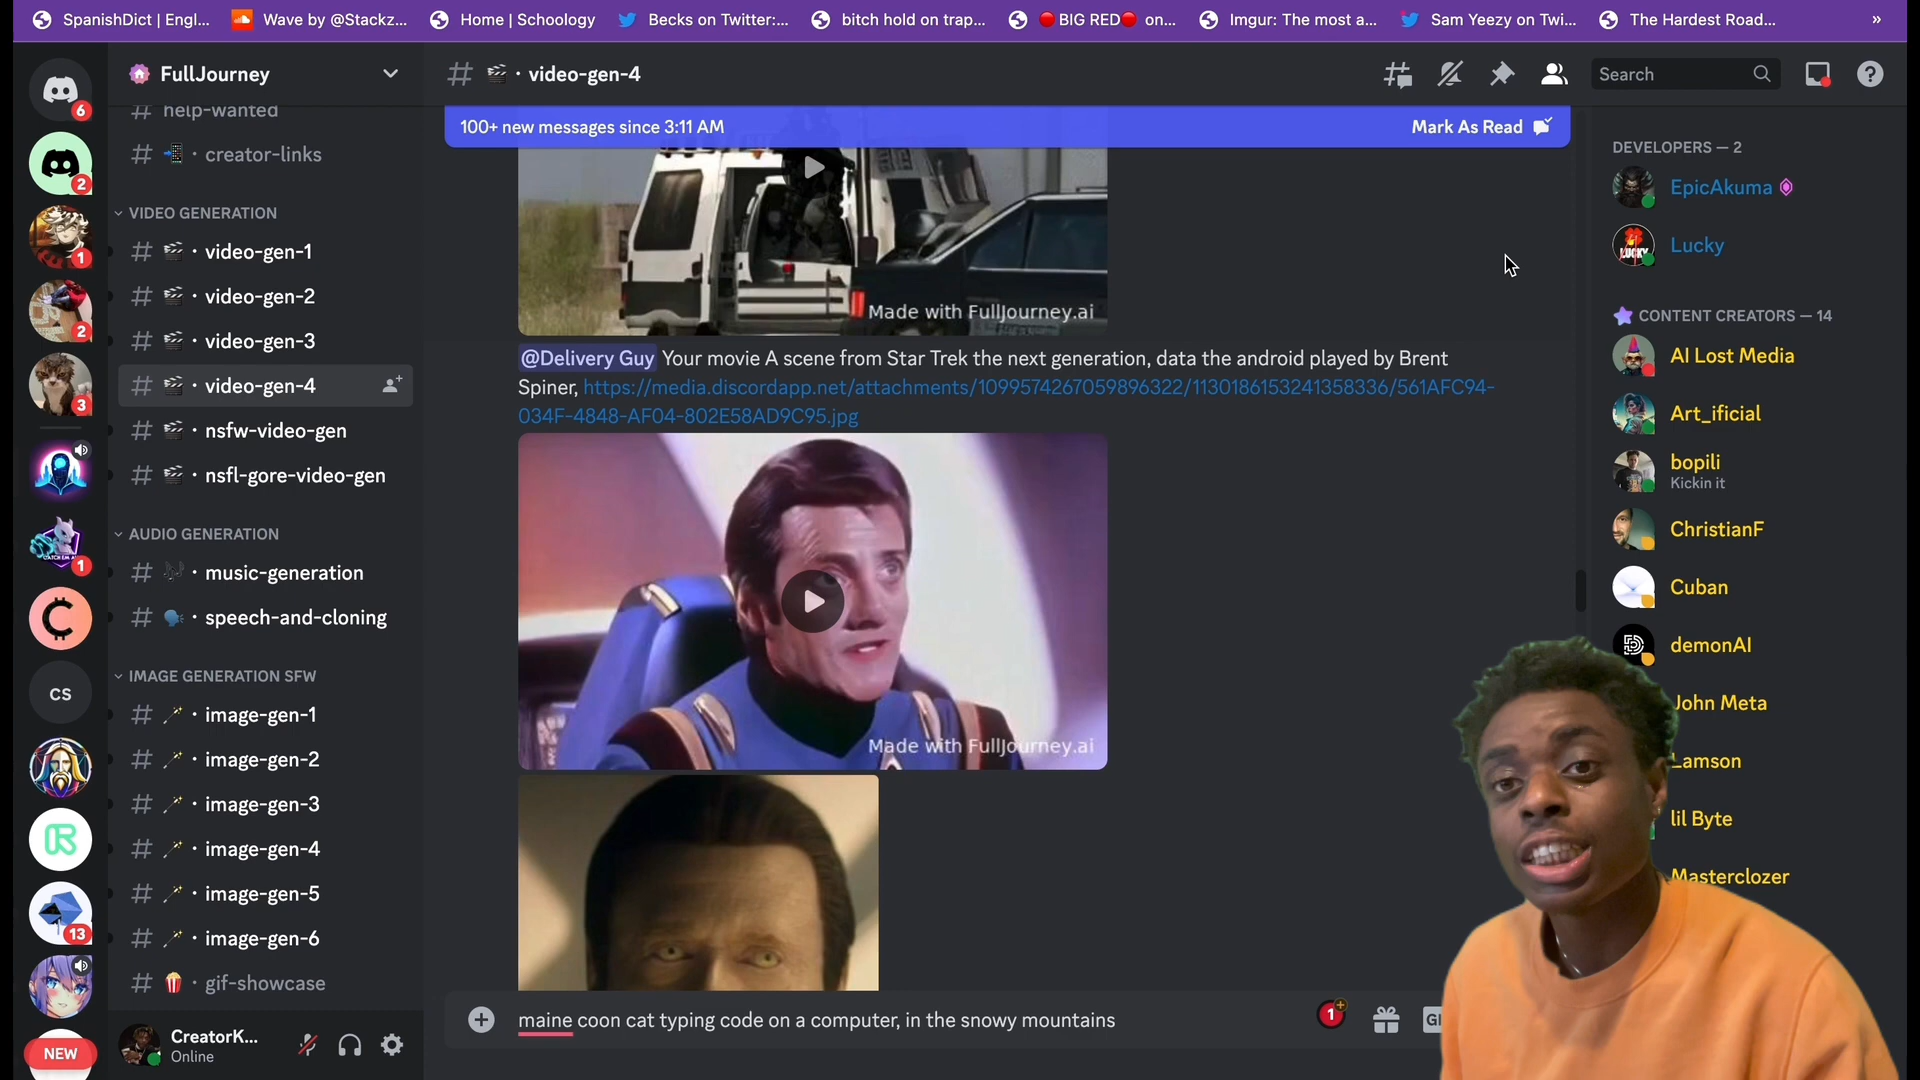 SpanishDict | Engl...
Wave by @Stackz...
Home | Schoology
Becks on Twitter:...
bitch hold on trap...
🔴BIG RED🔴 on...
Imgur: The most a...
Sam Yeezy on Twi...
The Hardest Road...
»
6
2
1
2
3
1
CS
13
NEW
FullJourney
help-wanted
creator-links
VIDEO GENERATION
video-gen-1
video-gen-2
video-gen-3
video-gen-4
nsfw-video-gen
nsfl-gore-video-gen
AUDIO GENERATION
music-generation
speech-and-cloning
IMAGE GENERATION SFW
image-gen-1
image-gen-2
image-gen-3
image-gen-4
image-gen-5
image-gen-6
gif-showcase
CreatorK...
Online
video-gen-4
Search
100+ new messages since 3:11 AM
Mark As Read
Made with FullJourney.ai
@Delivery Guy Your movie A scene from Star Trek the next generation, data the android played by Brent
Spiner, https://media.discordapp.net/attachments/1099574267059896322/1130186153241358336/561AFC94-
034F-4848-AF04-802E58AD9C95.jpg
Made with FullJourney.ai
maine coon cat typing code on a computer, in the snowy mountains
1
GI
DEVELOPERS — 2
EpicAkuma
Lucky
CONTENT CREATORS — 14
AI Lost Media
Art_ificial
bopili
Kickin it
ChristianF
Cuban
demonAI
John Meta
Lamson
lil Byte
Masterclozer